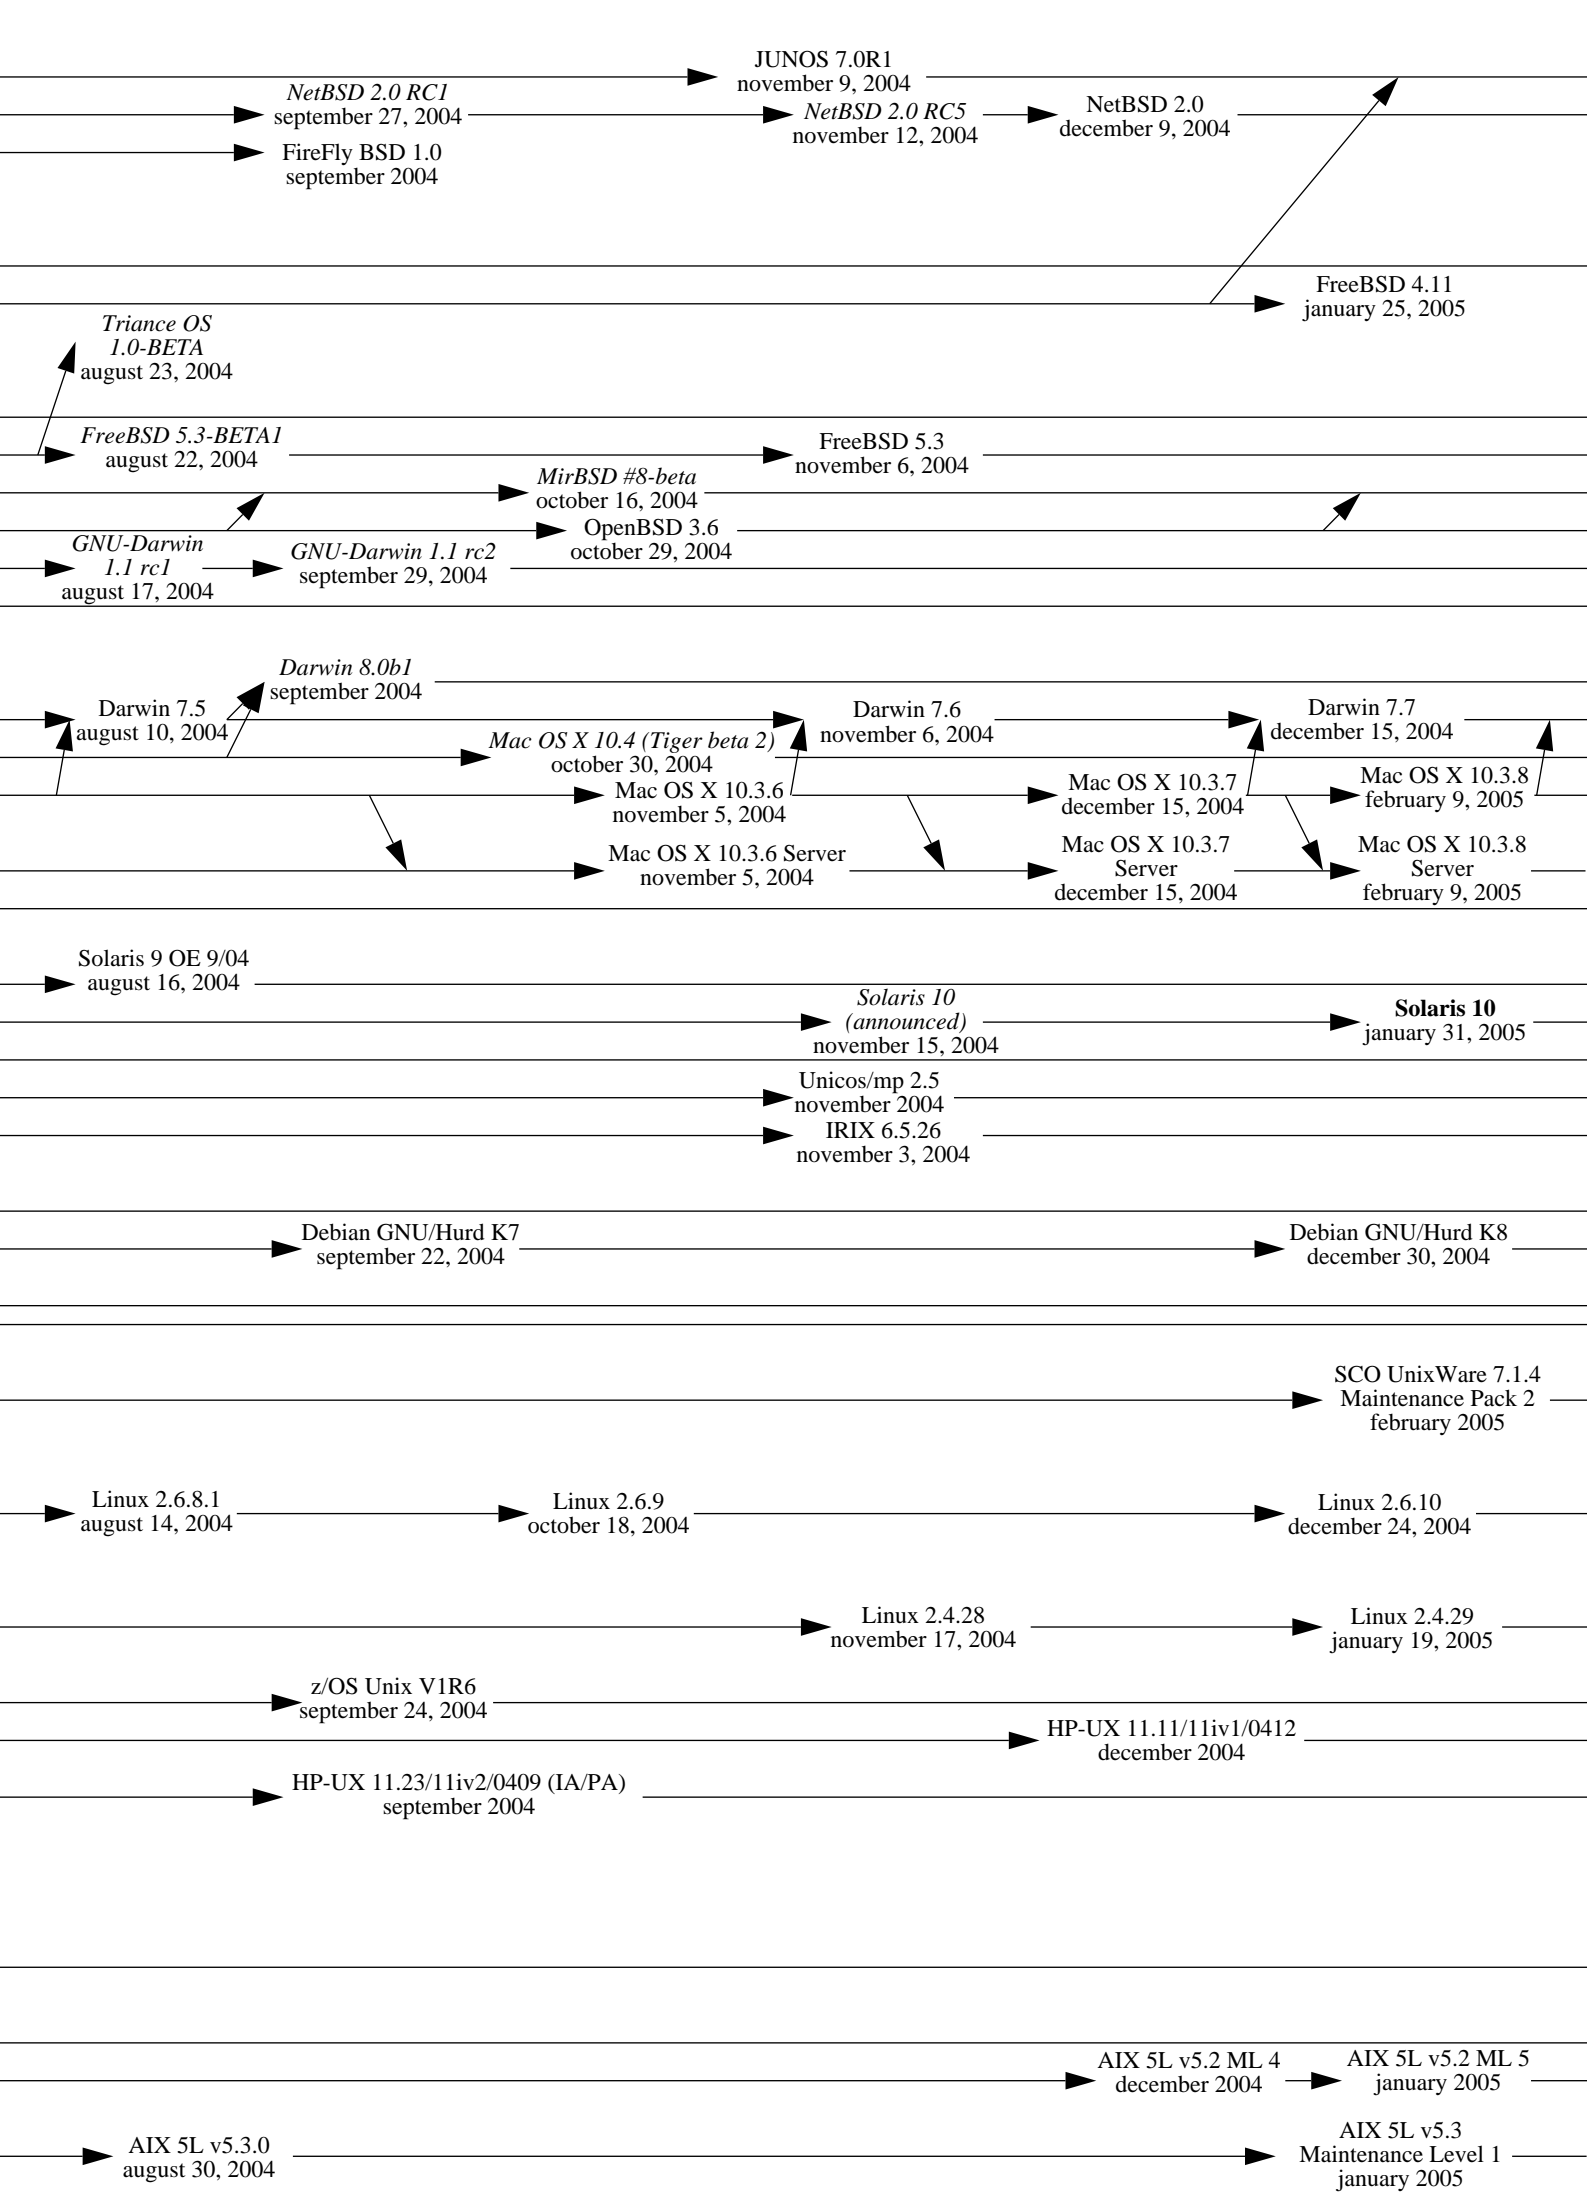 JUNOS 7.0R1
november 9, 2004
NetBSD 2.0 RC1
september 27, 2004
NetBSD 2.0 RC5
november 12, 2004
NetBSD 2.0
december 9, 2004
FireFly BSD 1.0
september 2004
FreeBSD 4.11
january 25, 2005
Triance OS
1.0-BETA
august 23, 2004
FreeBSD 5.3-BETA1
august 22, 2004
FreeBSD 5.3
november 6, 2004
MirBSD #8-beta
october 16, 2004
OpenBSD 3.6
october 29, 2004
GNU-Darwin
1.1 rc1
august 17, 2004
GNU-Darwin 1.1 rc2
september 29, 2004
Darwin 8.0b1
september 2004
Darwin 7.5
august 10, 2004
Darwin 7.6
november 6, 2004
Darwin 7.7
december 15, 2004
Mac OS X 10.4 (Tiger beta 2)
october 30, 2004
Mac OS X 10.3.6
november 5, 2004
Mac OS X 10.3.7
december 15, 2004
Mac OS X 10.3.8
february 9, 2005
Mac OS X 10.3.6 Server
november 5, 2004
Mac OS X 10.3.7
Server
december 15, 2004
Mac OS X 10.3.8
Server
february 9, 2005
Solaris 9 OE 9/04
august 16, 2004
Solaris 10
(announced)
november 15, 2004
Solaris 10
january 31, 2005
Unicos/mp 2.5
november 2004
IRIX 6.5.26
november 3, 2004
Debian GNU/Hurd K7
september 22, 2004
Debian GNU/Hurd K8
december 30, 2004
SCO UnixWare 7.1.4
Maintenance Pack 2
february 2005
Linux 2.6.8.1
august 14, 2004
Linux 2.6.9
october 18, 2004
Linux 2.6.10
december 24, 2004
Linux 2.4.28
november 17, 2004
Linux 2.4.29
january 19, 2005
z/OS Unix V1R6
september 24, 2004
HP-UX 11.11/11iv1/0412
december 2004
HP-UX 11.23/11iv2/0409 (IA/PA)
september 2004
AIX 5L v5.2 ML 4
december 2004
AIX 5L v5.2 ML 5
january 2005
AIX 5L v5.3.0
august 30, 2004
AIX 5L v5.3
Maintenance Level 1
january 2005